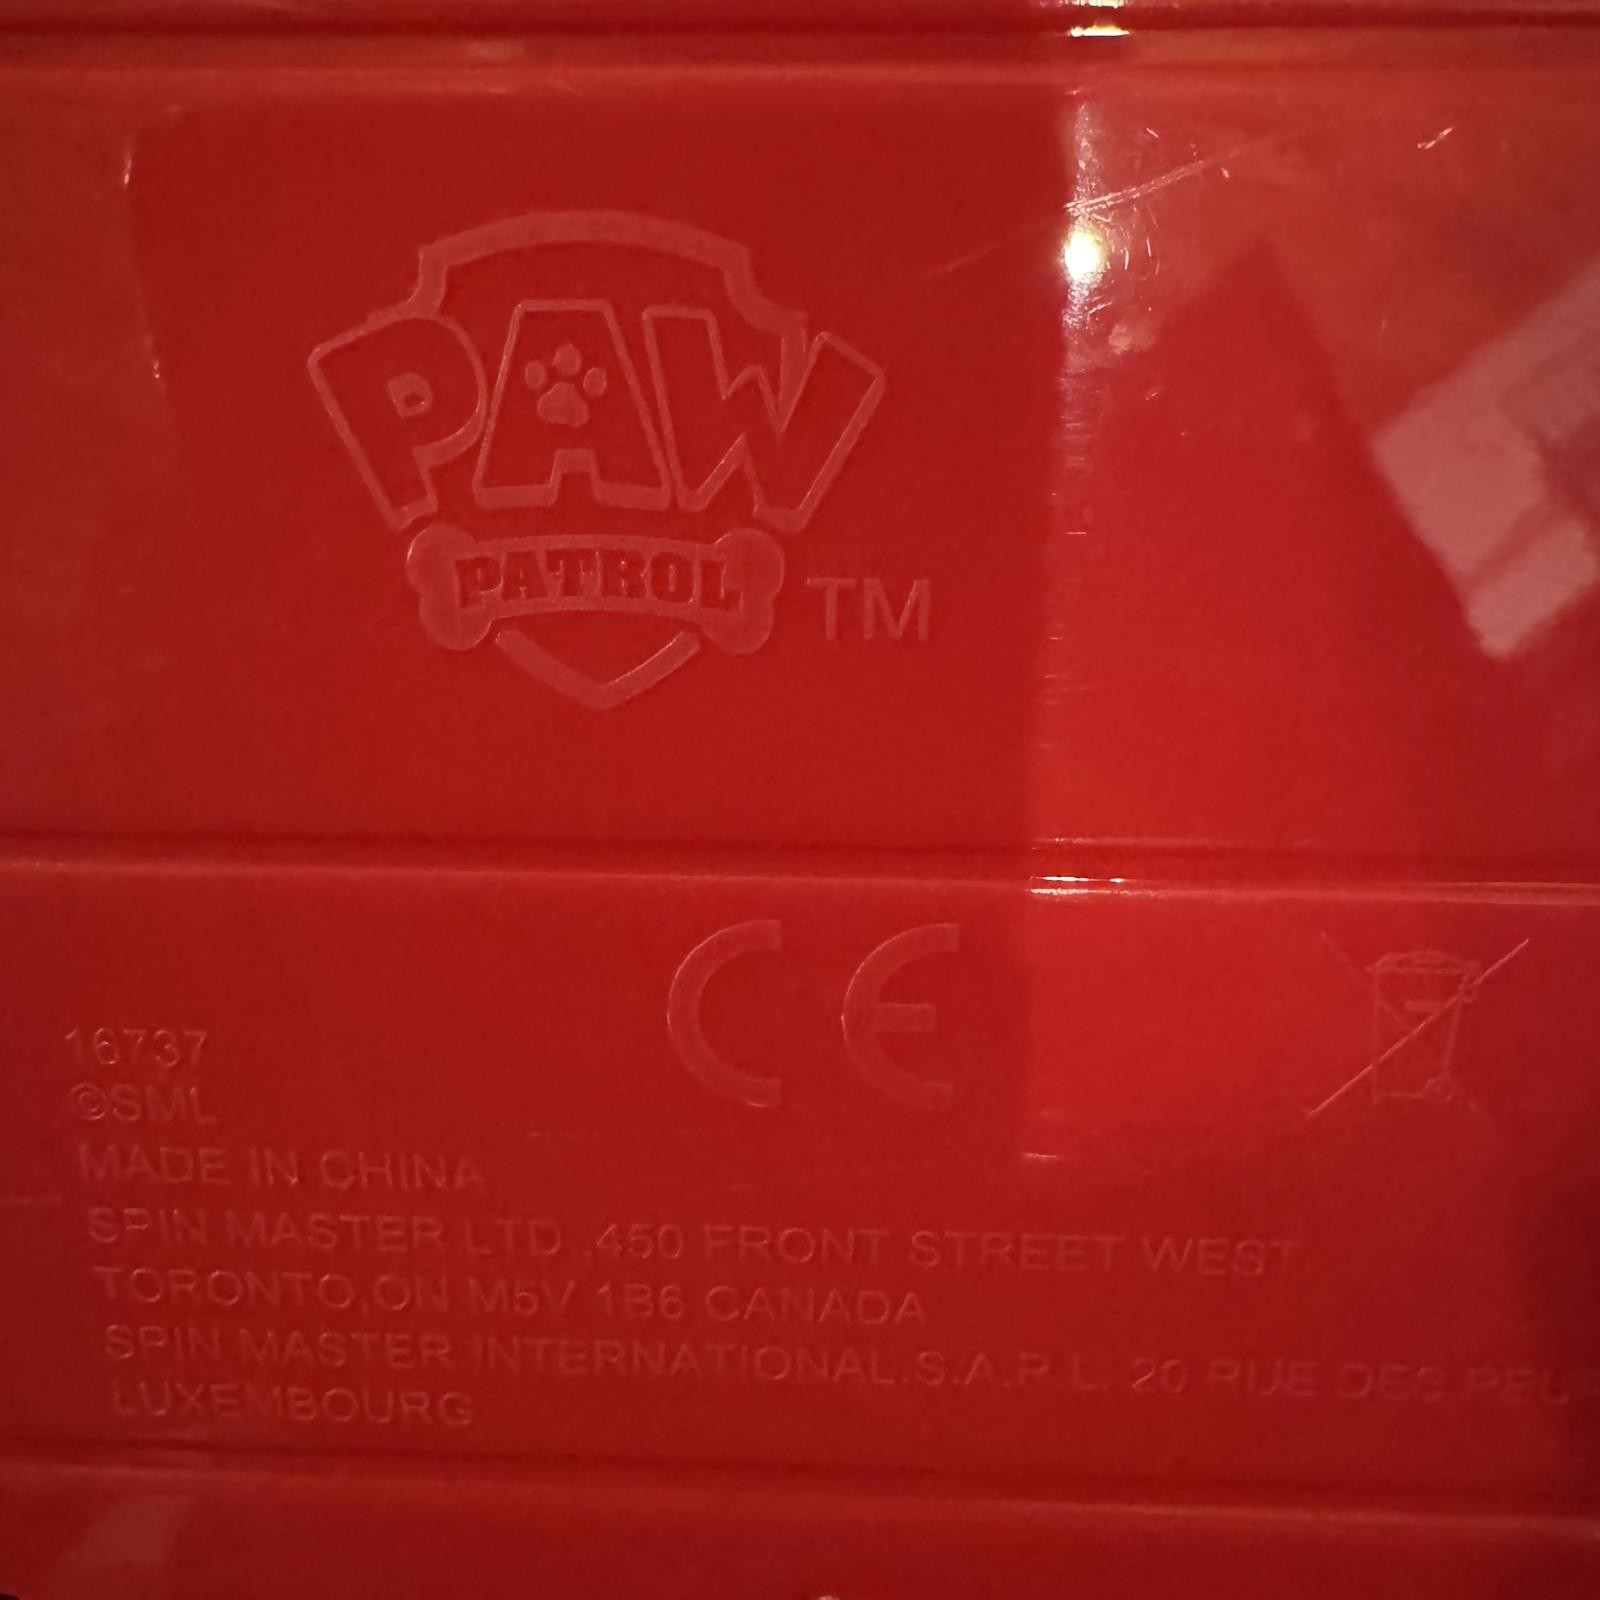 PAW
PATROL
TM
CE
16737
©SML
MADE IN CHINA
SPIN MASTER LTD.,450 FRONT STREET WEST
TORONTO,ON M5V 1B6 CANADA
SPIN MASTER INTERNATIONAL.S.A.R.L. 20 RUE DES PEUP
LUXEMBOURG